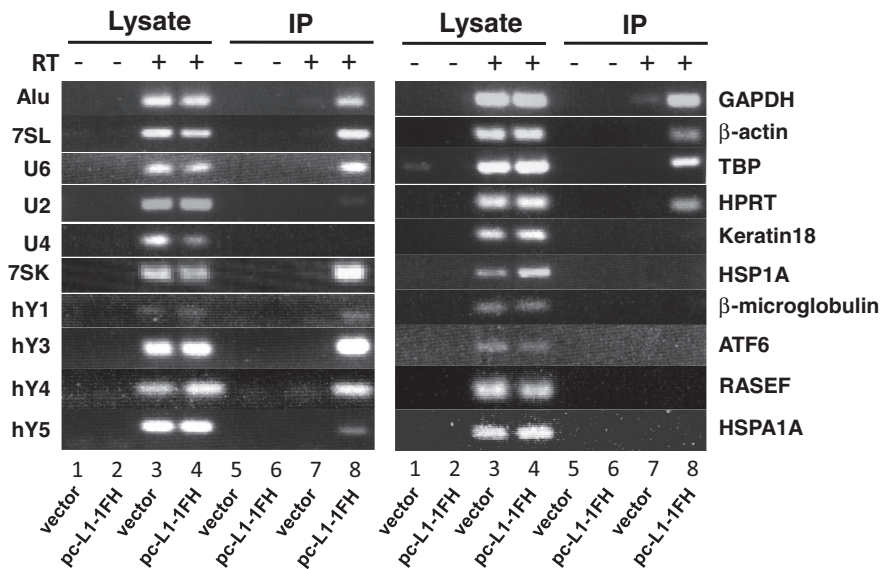 Lysate IP Lysate IP
RT - - + + - - + + - - + + - - + +
Alu
7SL
U6
U2
U4
7SK
hY1
hY3
hY4
hY5
GAPDH
β-actin
TBP
HPRT
Keratin18
HSP1A
β-microglobulin
ATF6
RASEF
HSPA1A
1 2 3 4 5 6 7 8 1 2 3 4 5 6 7 8
vector pc-L1-1FH vector pc-L1-1FH vector pc-L1-1FH vector pc-L1-1FH vector pc-L1-1FH vector pc-L1-1FH vector pc-L1-1FH vector pc-L1-1FH